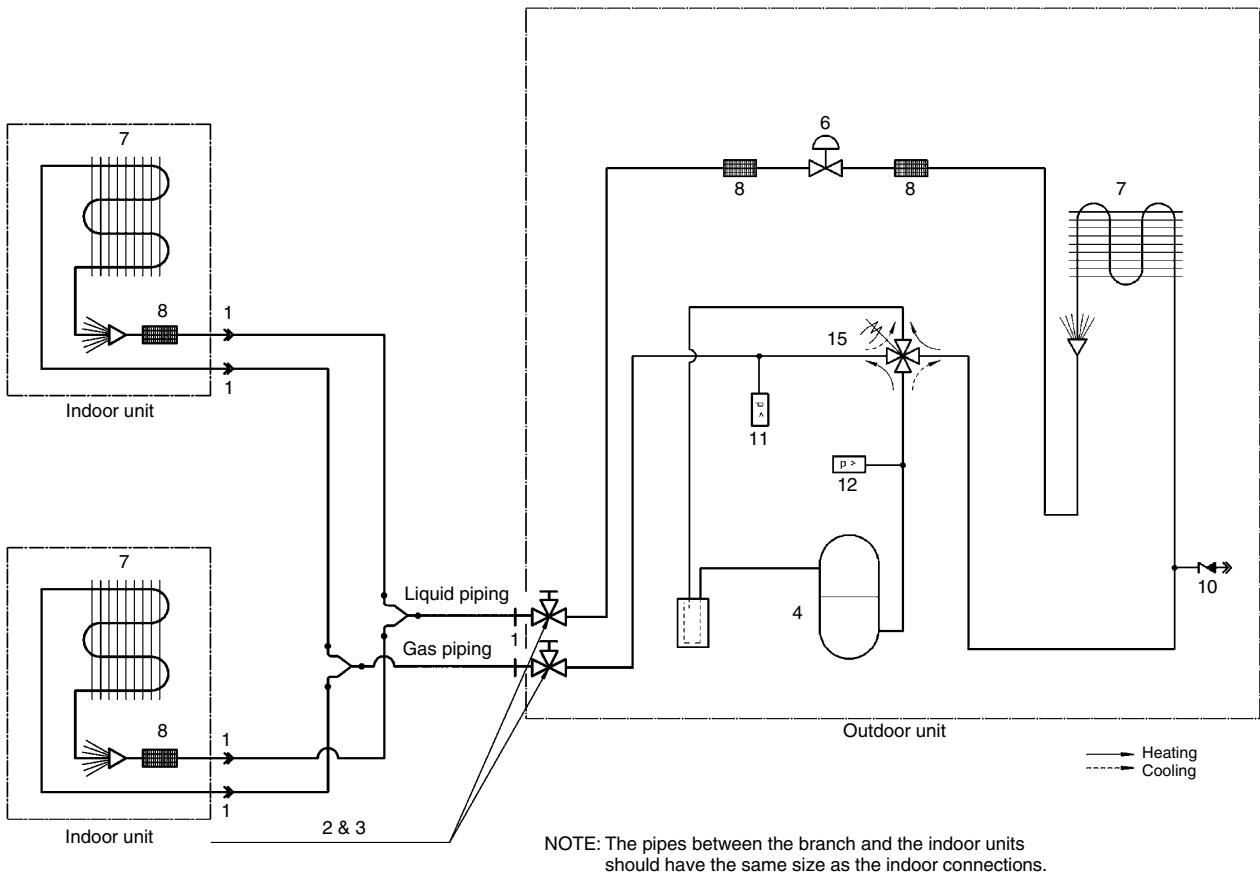 6
7
8
8
7
8
1
1
15
Indoor unit
p <
11
p >
12
7
Liquid piping
1
4
10
Gas piping
8
1
1
Outdoor unit
Heating
Cooling
Indoor unit
2 & 3
NOTE: The pipes between the branch and the indoor units
should have the same size as the indoor connections.